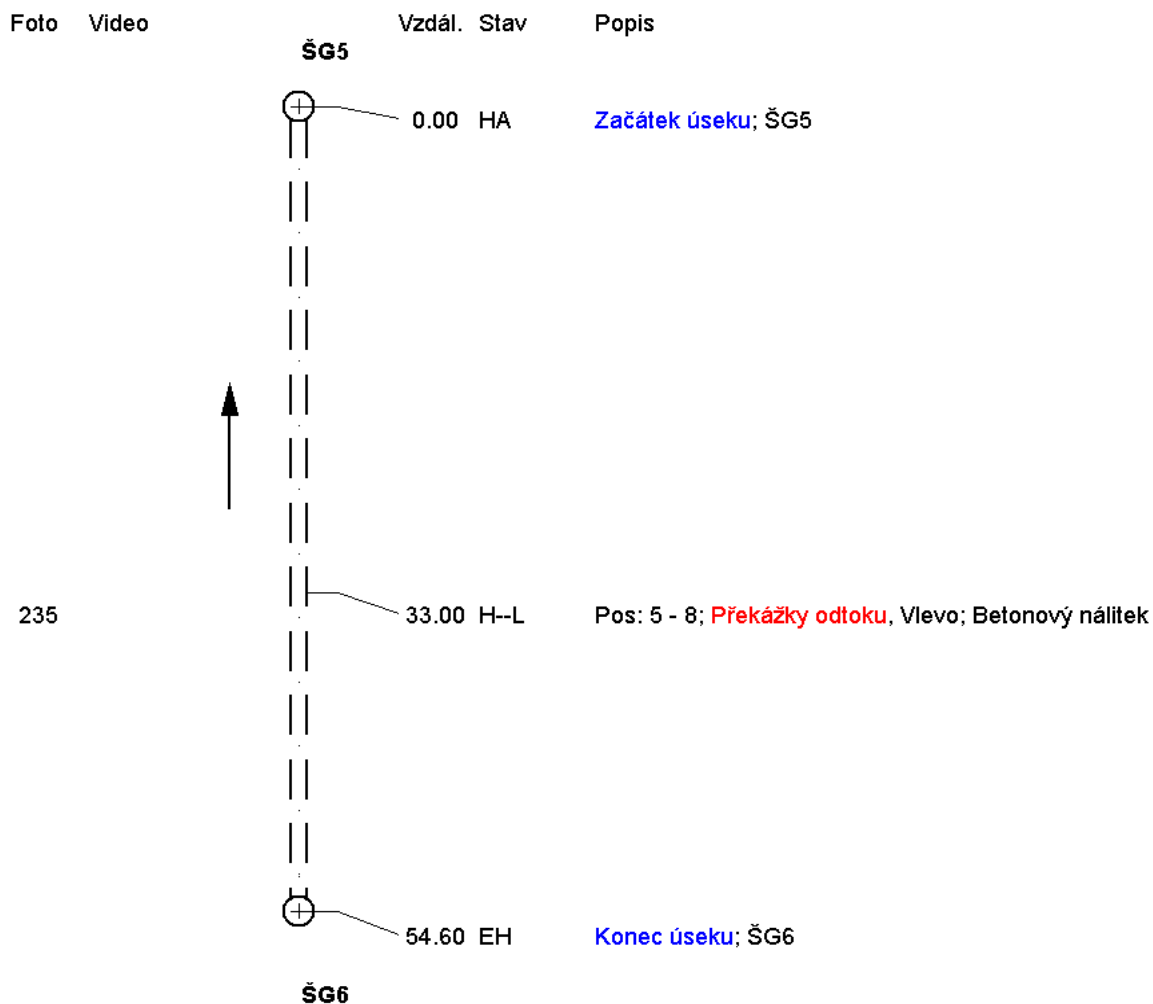 Foto Video Vzdál. Stav Popis
ŠG5
0.00 HA Začátek úseku; ŠG5
235 33.00 H--L Pos: 5 - 8; Překážky odtoku, Vlevo; Betonový nálitek
54.60 EH Konec úseku; ŠG6
ŠG6